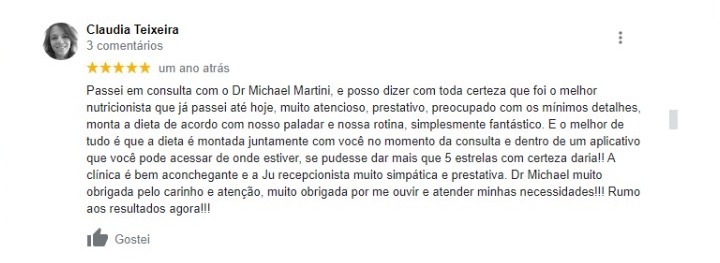 Claudia Teixeira
3 comentários
um ano atrás
Passei em consulta com o Dr Michael Martini, e posso dizer com toda certeza que foi o melhor
nutricionista que já passei até hoje, muito atencioso, prestativo, preocupado com os mínimos detalhes,
monta a dieta de acordo com nosso paladar e nossa rotina, simplesmente fantástico. E o melhor de
tudo é que a dieta é montada juntamente com você no momento da consulta e dentro de um aplicativo
que você pode acessar de onde estiver, se pudesse dar mais que 5 estrelas com certeza daria!! A
clínica é bem aconchegante e a Ju recepcionista muito simpática e prestativa. Dr Michael muito
obrigada pelo carinho e atenção, muito obrigada por me ouvir e atender minhas necessidades!!! Rumo
aos resultados agora!!!
Gostei